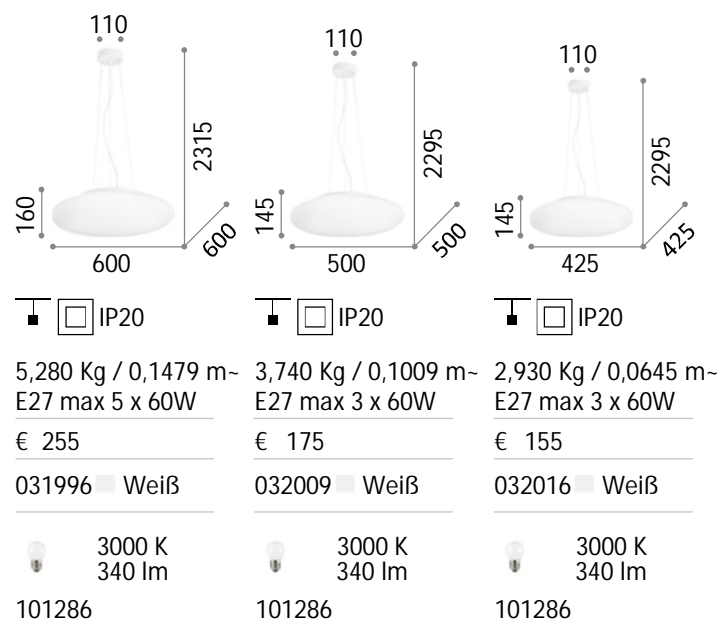 110
2315
160
600
600
IP20
5,280 Kg / 0,1479 m~
E27 max 5 x 60W
€ 255
031996 Weiß
3000 K
340 lm
101286
110
2295
145
500
500
IP20
3,740 Kg / 0,1009 m~
E27 max 3 x 60W
€ 175
032009 Weiß
3000 K
340 lm
101286
110
2295
145
425
425
IP20
2,930 Kg / 0,0645 m~
E27 max 3 x 60W
€ 155
032016 Weiß
3000 K
340 lm
101286